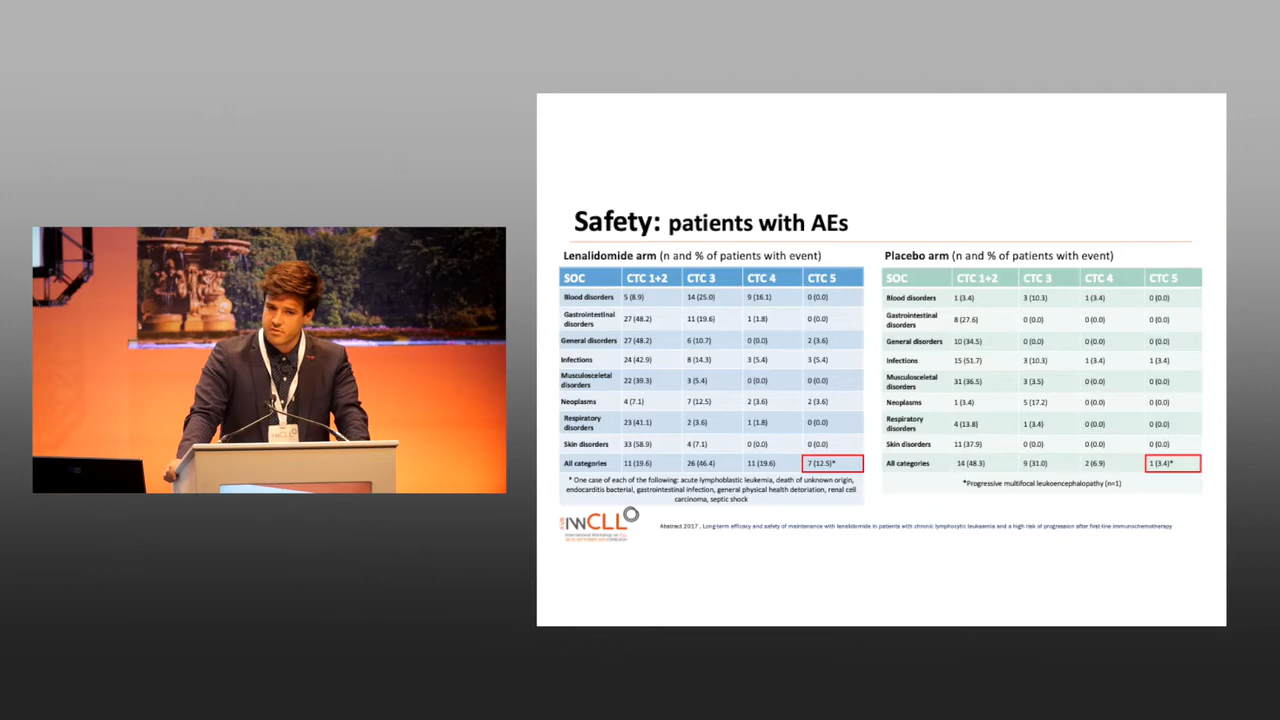 Safety: patients with AEs
Lenalidomide arm (n and % of patients with event)
SOC CTC 1+2 CTC 3 CTC 4 CTC 5
Blood disorders 5 (8.9) 14 (25.0) 9 (16.1) 0 (0.0)
Gastrointestinal
disorders 27 (48.2) 11 (19.6) 1 (1.8) 0 (0.0)
General disorders 27 (48.2) 6 (10.7) 0 (0.0) 2 (3.6)
Infections 24 (42.9) 8 (14.3) 3 (5.4) 3 (5.4)
Musculosceletal
disorders 22 (39.3) 3 (5.4) 0 (0.0) 0 (0.0)
Neoplasms 4 (7.1) 7 (12.5) 2 (3.6) 2 (3.6)
Respiratory
disorders 23 (41.1) 2 (3.6) 1 (1.8) 0 (0.0)
Skin disorders 33 (58.9) 4 (7.1) 0 (0.0) 0 (0.0)
All categories 11 (19.6) 26 (46.4) 11 (19.6) 7 (12.5)*
* One case of each of the following: acute lymphoblastic leukemia, death of unknown origin,
endocarditis bacterial, gastrointestinal infection, general physical health detoriation, renal cell
carcinoma, septic shock
Placebo arm (n and % of patients with event)
SOC CTC 1+2 CTC 3 CTC 4 CTC 5
Blood disorders 1 (3.4) 3 (10.3) 1 (3.4) 0 (0.0)
Gastrointestinal
disorders 8 (27.6) 0 (0.0) 0 (0.0) 0 (0.0)
General disorders 10 (34.5) 0 (0.0) 0 (0.0) 0 (0.0)
Infections 15 (51.7) 3 (10.3) 1 (3.4) 1 (3.4)
Musculosceletal
disorders 31 (36.5) 3 (3.5) 0 (0.0) 0 (0.0)
Neoplasms 1 (3.4) 5 (17.2) 0 (0.0) 0 (0.0)
Respiratory
disorders 4 (13.8) 1 (3.4) 0 (0.0) 0 (0.0)
Skin disorders 11 (37.9) 0 (0.0) 0 (0.0) 0 (0.0)
All categories 14 (48.3) 9 (31.0) 2 (6.9) 1 (3.4)*
*Progressive multifocal leukoencephalopathy (n=1)
iwCLL
International Workshop on CLL
Abstract 2017 , Long-term efficacy and safety of maintenance with lenalidomide in patients with chronic lymphocytic leukaemia and a high risk of progression after first-line immunochemotherapy